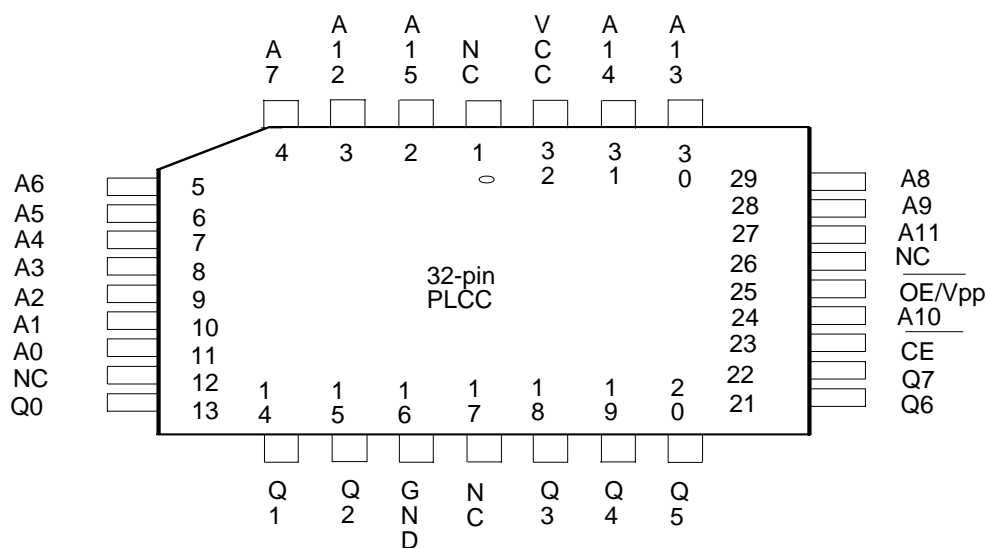 A7 A12 A15 NC VCC A14 A13
4 3 2 1 32 31 30
A6 5 29 A8
A5 6 28 A9
A4 7 27 A11
A3 8 26 NC
A2 9 25 OE/Vpp
A1 10 24 A10
A0 11 23 CE
NC 12 22 Q7
Q0 13 21 Q6
32-pin
PLCC
14 15 16 17 18 19 20
Q1 Q2 GND NC Q3 Q4 Q5